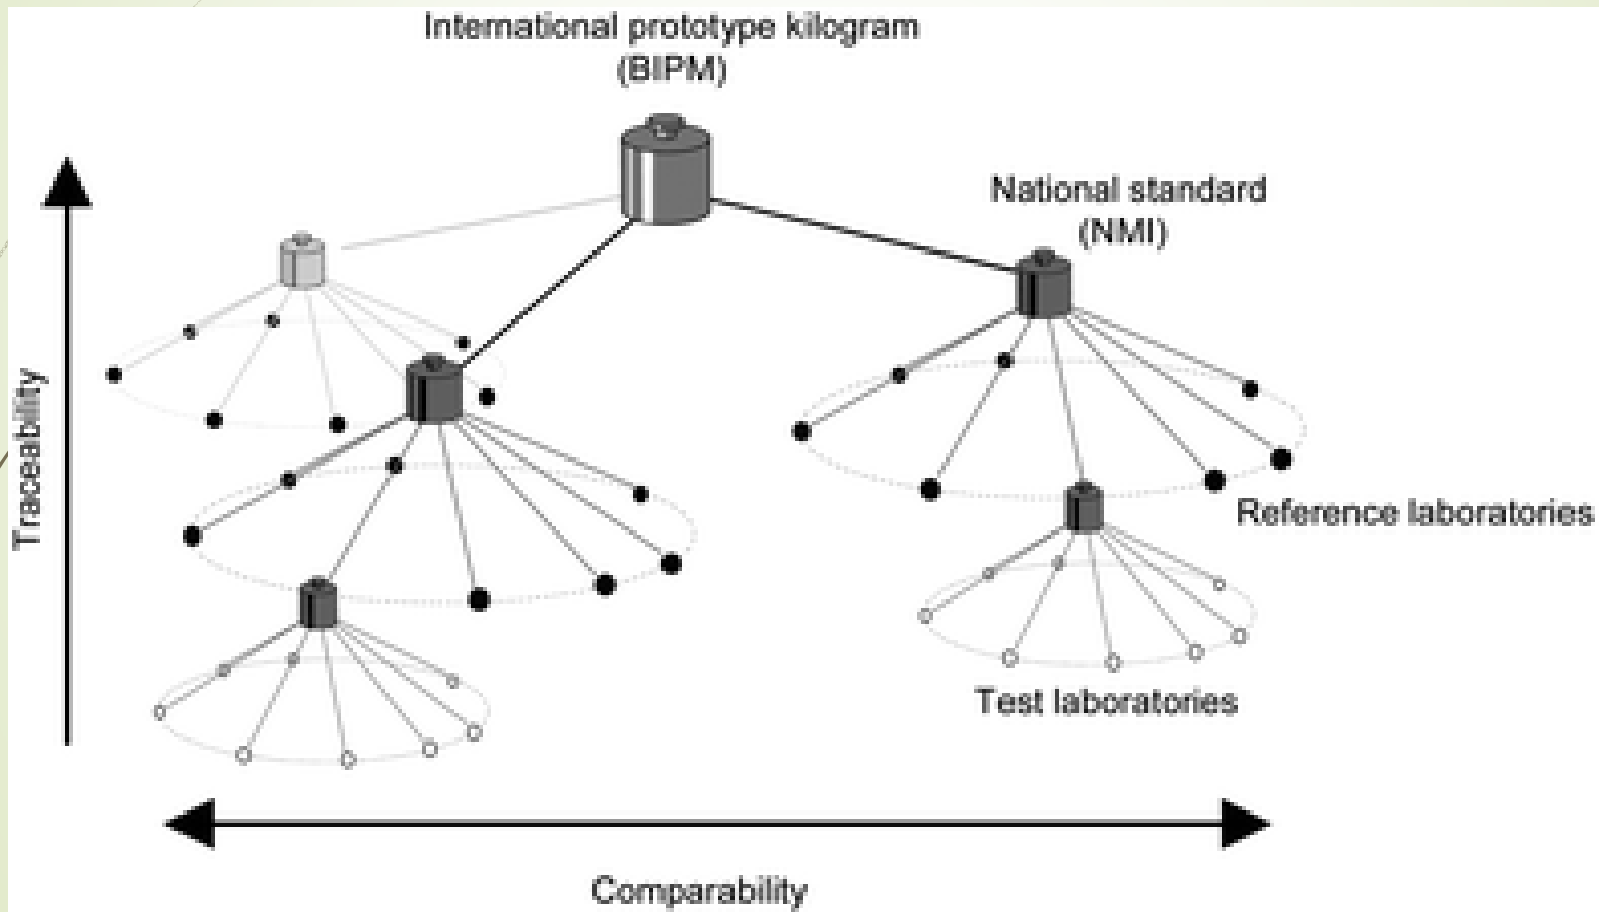 International prototype kilogram
(BIPM)
National standard
(NMI)
Traceability
Reference laboratories
Test laboratories
Comparability